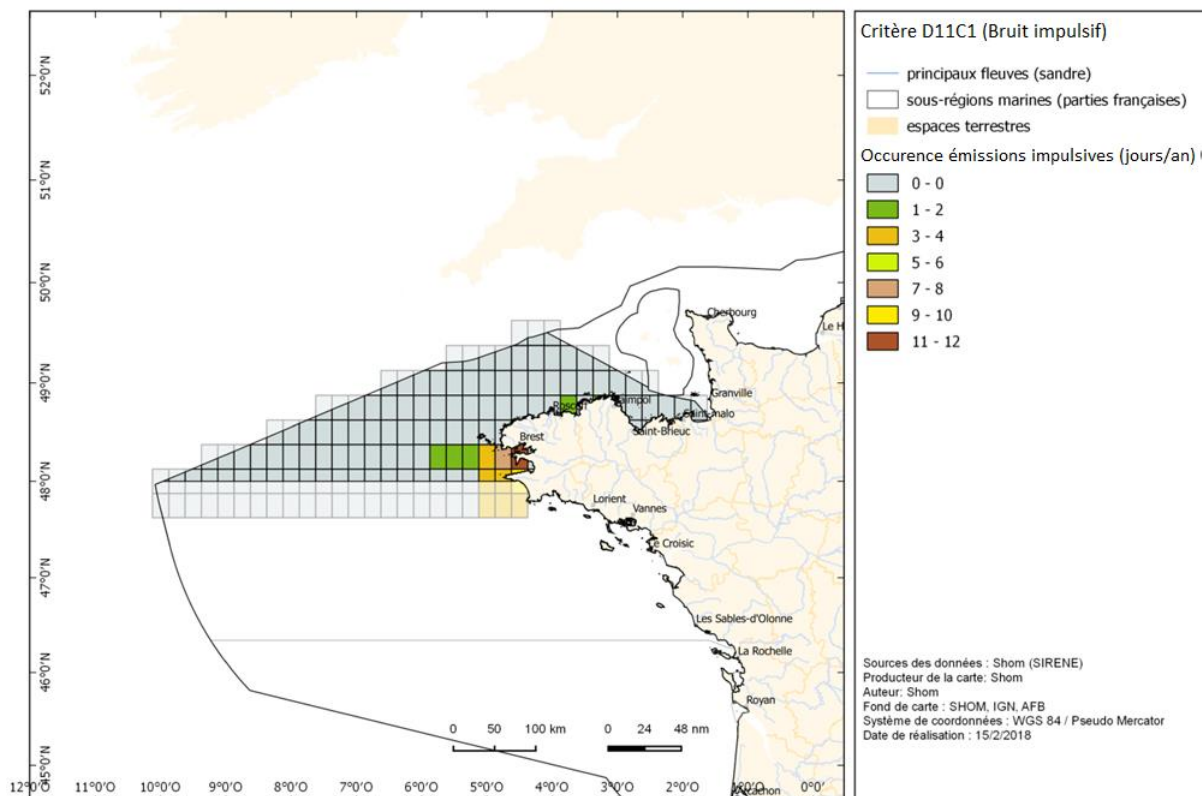 52°0'N
51°0'N
50°0'N
49°0'N
48°0'N
47°0'N
46°0'N
45°0'N
Cherbourg
Le H
Granville
Saint-malo
Saint-Brieuc
Brest
Lorient
Vannes
Le Croisic
Les Sables-d'Olonne
La Rochelle
Royan
0 50 100 km
0 24 48 nm
12°0'O 11°0'O 10°0'O 9°0'O 8°0'O 7°0'O 6°0'O 5°0'O 4°0'O 3°0'O 2°0'O 1°0'O 0°0'
Critère D11C1 (Bruit impulsif)
principaux fleuves (sandre)
sous-régions marines (parties françaises)
espaces terrestres
Occurence émissions impulsives (jours/an) (
0 - 0
1 - 2
3 - 4
5 - 6
7 - 8
9 - 10
11 - 12
Sources des données : Shom (SIRENE)
Producteur de la carte: Shom
Auteur: Shom
Fond de carte : SHOM, IGN, AFB
Système de coordonnées : WGS 84 / Pseudo Mercator
Date de réalisation : 15/2/2018